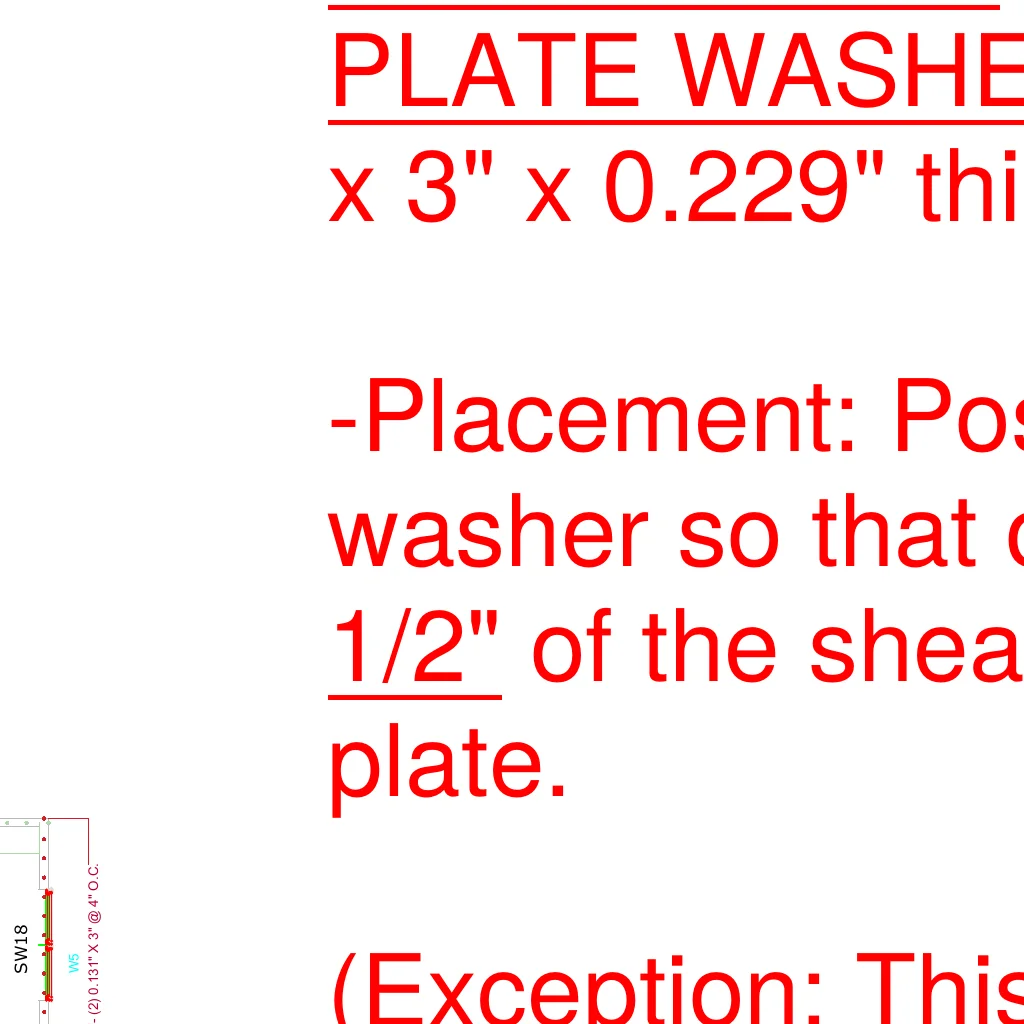 PLATE WASHE
x 3" x 0.229" thi
-Placement: Pos
washer so that
1/2" of the shea
plate.
(Exception: This
SW18
W5
- (2) 0.131" X 3" @ 4" O.C.